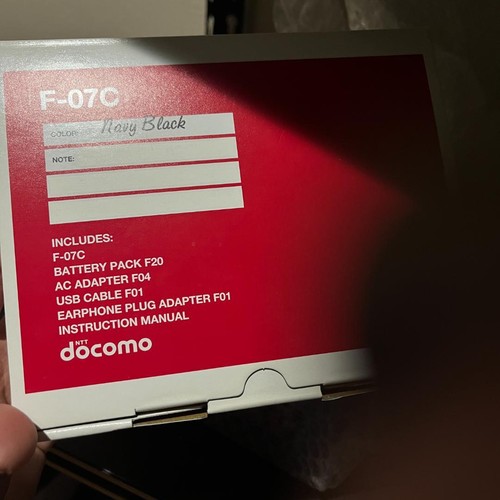 F-07C
COLOR: Navy Black
NOTE:
INCLUDES:
F-07C
BATTERY PACK F20
AC ADAPTER F04
USB CABLE F01
EARPHONE PLUG ADAPTER F01
INSTRUCTION MANUAL
NTT
docomo